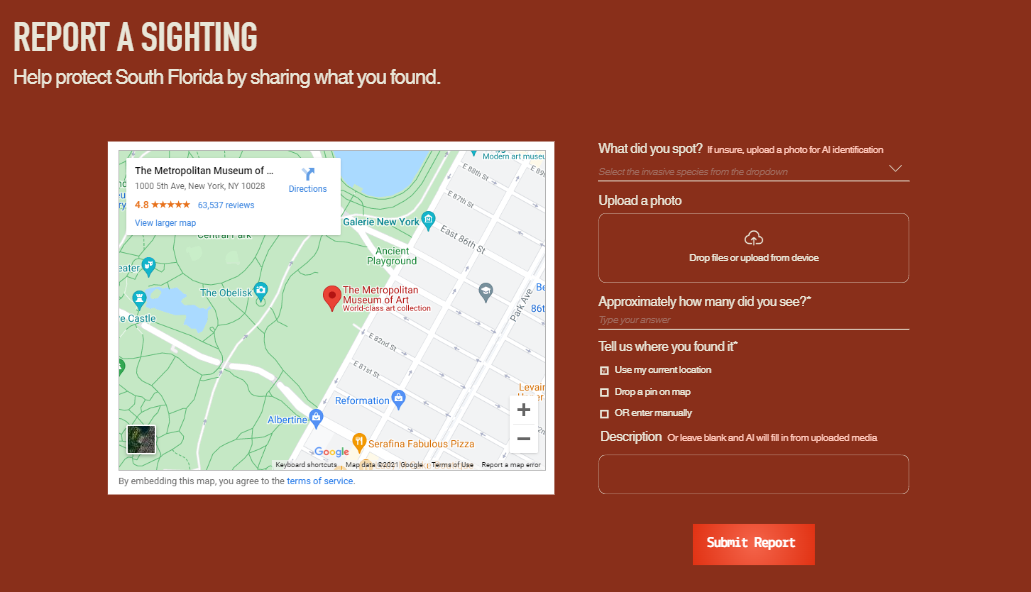 REPORT A SIGHTING
Help protect South Florida by sharing what you found.
The Metropolitan Museum of ...
1000 5th Ave, New York, NY 10028
4.8 ★★★★★ 63,537 reviews
View larger map
Directions
Modern art museu
E 88th St
E 89
Galerie New York
East 86th St
Central Park
Ancient
Playground
eater
The Obelisk
re Castle
The Metropolitan
Museum of Art
World-class art collection
Park Ave
Be
86t
E 82nd St
E 81st St
Reformation
Levain
Albertine
Serafina Fabulous Pizza
+
−
Google
Keyboard shortcuts Map data ©2021 Google Terms of Use Report a map error
By embedding this map, you agree to the terms of service.
What did you spot? If unsure, upload a photo for AI identification
Select the invasive species from the dropdown
Upload a photo
Drop files or upload from device
Approximately how many did you see?*
Type your answer
Tell us where you found it*
Use my current location
Drop a pin on map
OR enter manually
Description Or leave blank and AI will fill in from uploaded media
Submit Report